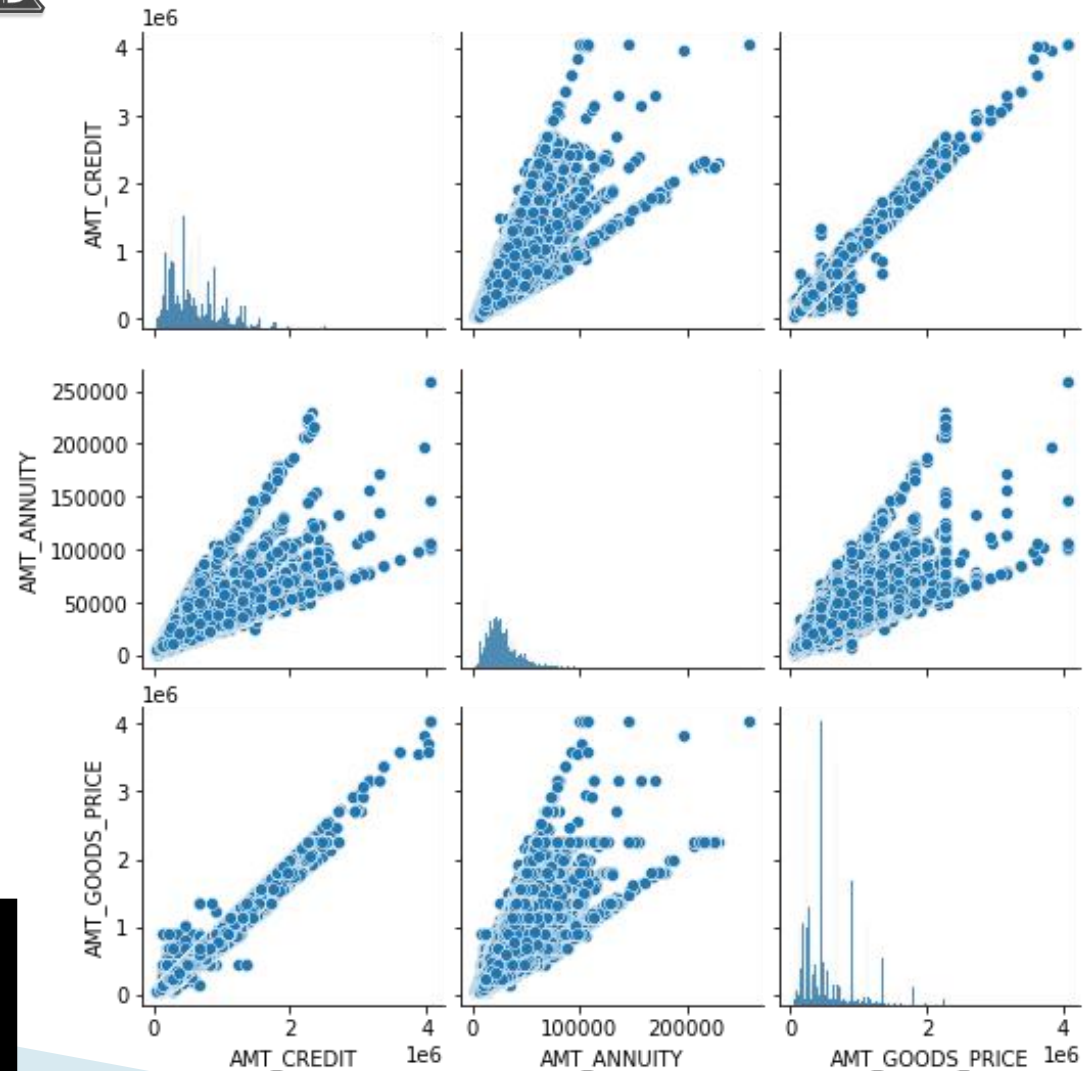 1e6
4
3
2
1
0
AMT_CREDIT
250000
200000
150000
100000
50000
0
AMT_ANNUITY
1e6
4
3
2
1
0
AMT_GOODS_PRICE
0 2 4 0 100000 200000 0 2 4
AMT_CREDIT 1e6 AMT_ANNUITY AMT_GOODS_PRICE 1e6